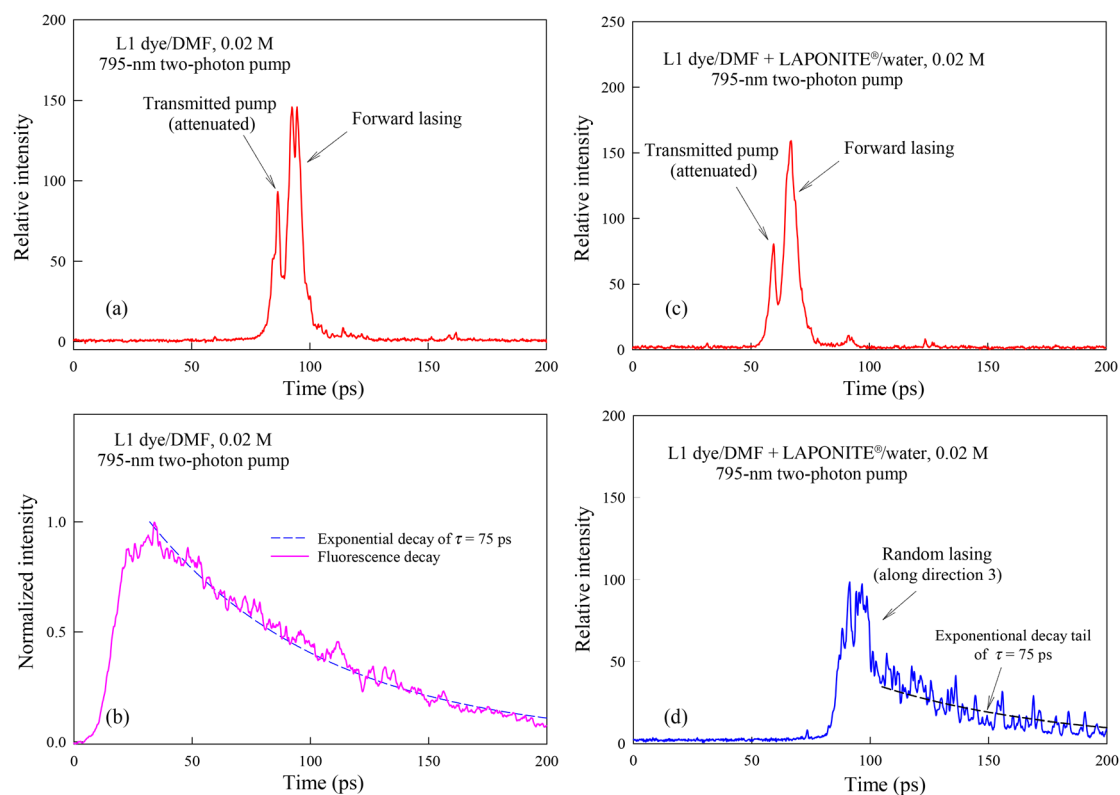 200
150
100
50
0
Relative intensity
L1 dye/DMF, 0.02 M
795-nm two-photon pump
Transmitted pump
(attenuated)
Forward lasing
(a)
0 50 100 150 200
Time (ps)
250
200
150
100
50
0
Relative intensity
L1 dye/DMF + LAPONITE®/water, 0.02 M
795-nm two-photon pump
Transmitted pump
(attenuated)
Forward lasing
(c)
0 50 100 150 200
Time (ps)
1.0
0.5
0.0
Normalized intensity
L1 dye/DMF, 0.02 M
795-nm two-photon pump
Exponential decay of τ = 75 ps
Fluorescence decay
(b)
0 50 100 150 200
Time (ps)
200
150
100
50
0
Relative intensity
L1 dye/DMF + LAPONITE®/water, 0.02 M
795-nm two-photon pump
Random lasing
(along direction 3)
Exponentional decay tail
of τ = 75 ps
(d)
0 50 100 150 200
Time (ps)